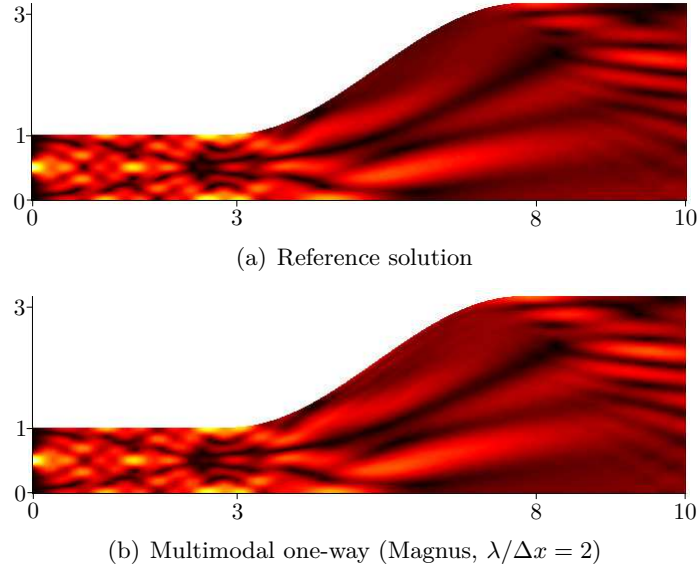 3
1
0
0 3 8 10
(a) Reference solution
3
1
0
0 3 8 10
(b) Multimodal one-way (Magnus, λ/Δx = 2)